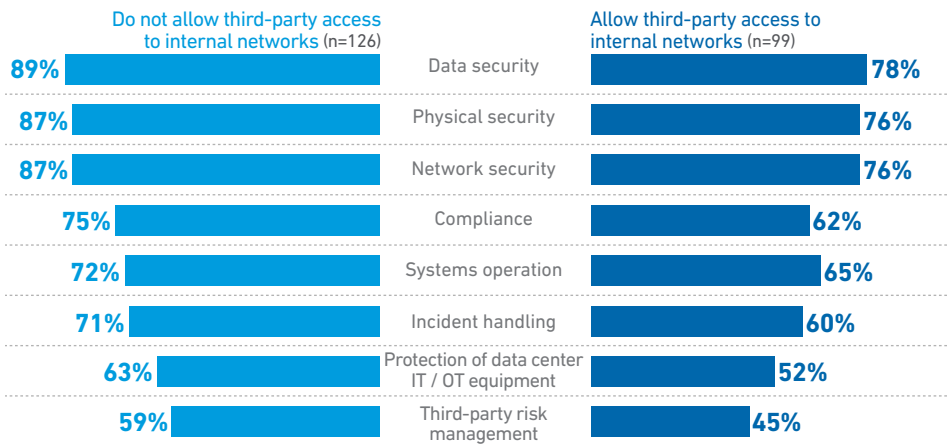 Do not allow third-party access
to internal networks (n=126)
Allow third-party access to
internal networks (n=99)
89% Data security 78%
87% Physical security 76%
87% Network security 76%
75% Compliance 62%
72% Systems operation 65%
71% Incident handling 60%
63% Protection of data center
IT / OT equipment 52%
59% Third-party risk
management 45%